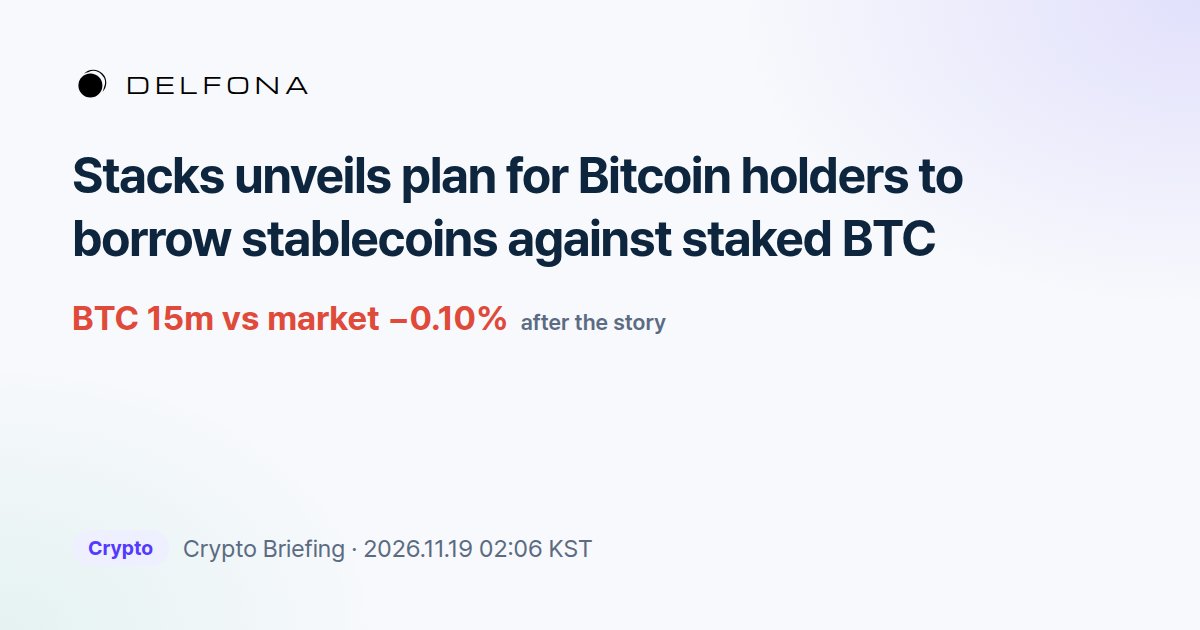 DELFONA
Stacks unveils plan for Bitcoin holders to
borrow stablecoins against staked BTC
BTC 15m vs market −0.10% after the story
Crypto Crypto Briefing · 2026.11.19 02:06 KST